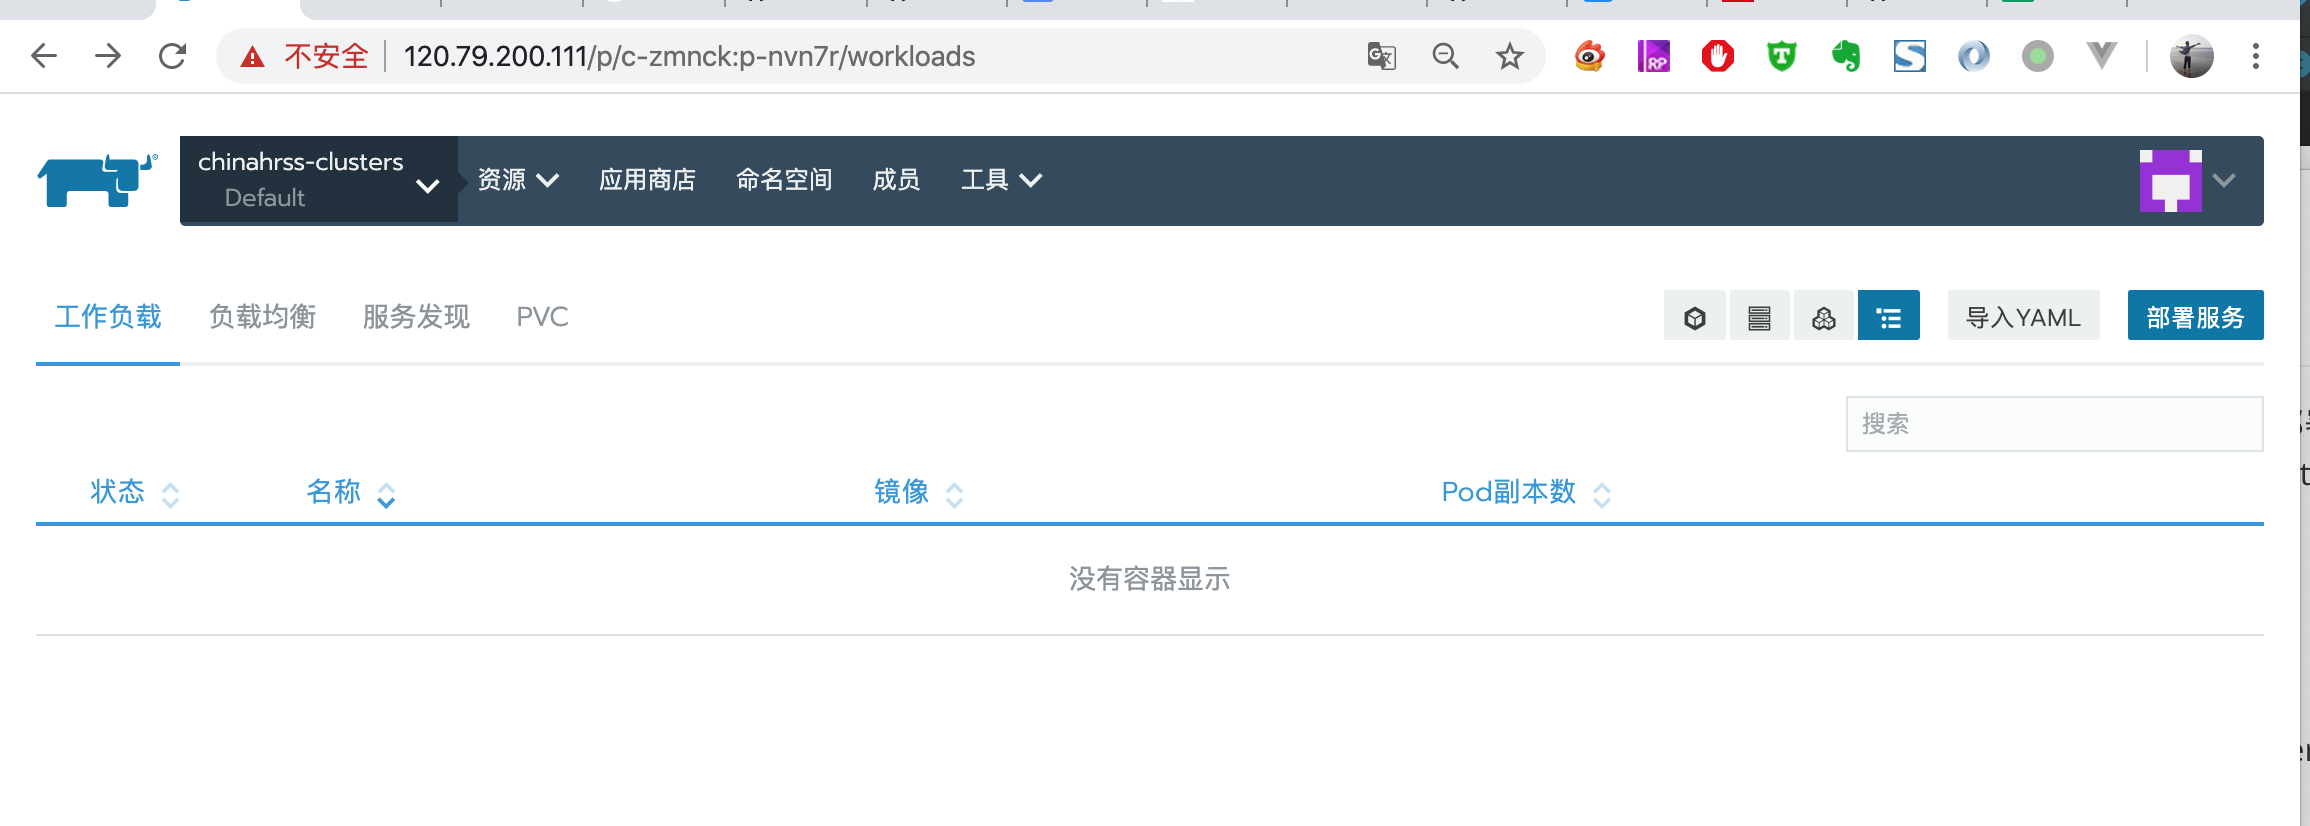 不安全 120.79.200.111/p/c-zmnck:p-nvn7r/workloads
chinahrss-clusters
Default
资源 应用商店 命名空间 成员 工具
工作负载 负载均衡 服务发现 PVC 导入YAML 部署服务
搜索
状态 名称 镜像 Pod副本数
没有容器显示